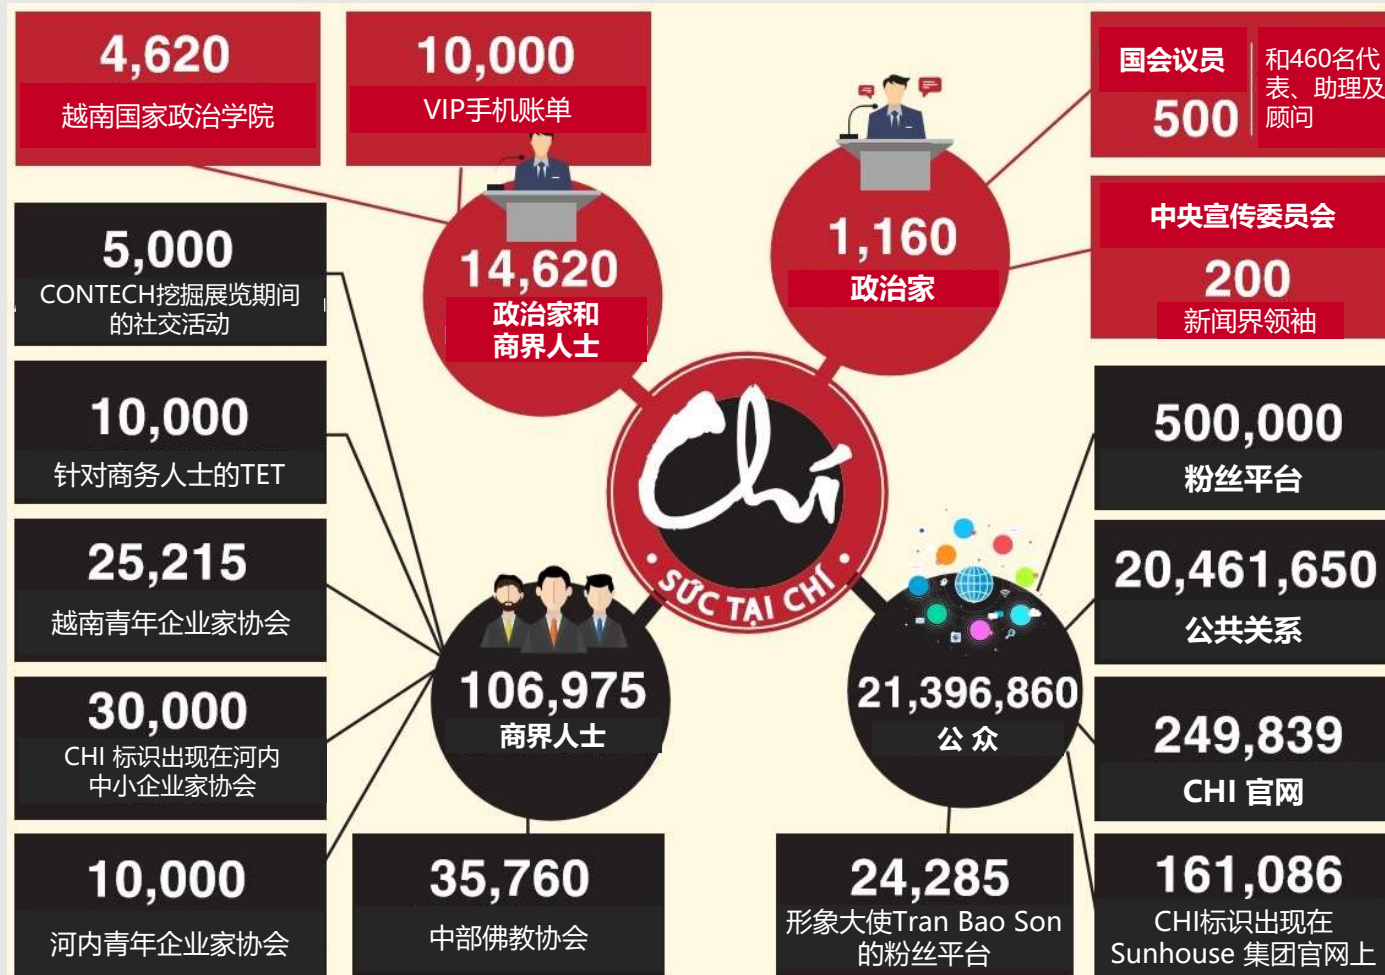 4,620
越南国家政治学院
10,000
VIP手机账单
国会议员
500
和460名代
表、助理及
顾问
14,620
政治家和
商界人士
1,160
政治家
中央宣传委员会
200
新闻界领袖
5,000
CONTECH挖掘展览期间
的社交活动
10,000
针对商务人士的TET
25,215
越南青年企业家协会
30,000
CHI 标识出现在河内
中小企业家协会
10,000
河内青年企业家协会
Chí
SỨC TẠI CHÍ
106,975
商界人士
35,760
中部佛教协会
21,396,860
公 众
24,285
形象大使Tran Bao Son
的粉丝平台
500,000
粉丝平台
20,461,650
公共关系
249,839
CHI 官网
161,086
CHI标识出现在
Sunhouse 集团官网上